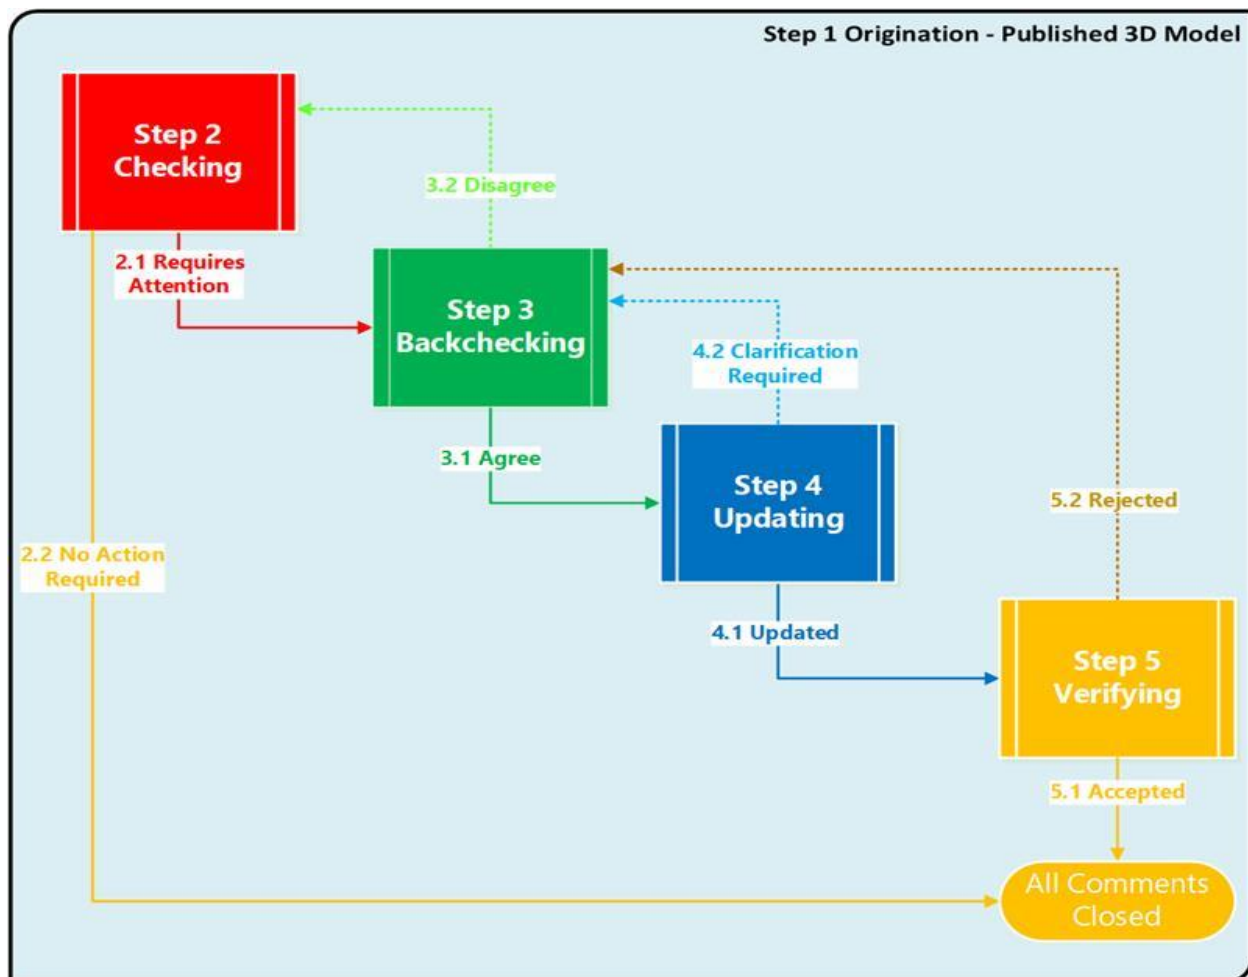 Step 1 Origination - Published 3D Model
Step 2
Checking
3.2 Disagree
2.1 Requires
Attention
Step 3
Backchecking
4.2 Clarification
Required
3.1 Agree
Step 4
Updating
5.2 Rejected
2.2 No Action
Required
4.1 Updated
Step 5
Verifying
5.1 Accepted
All Comments
Closed